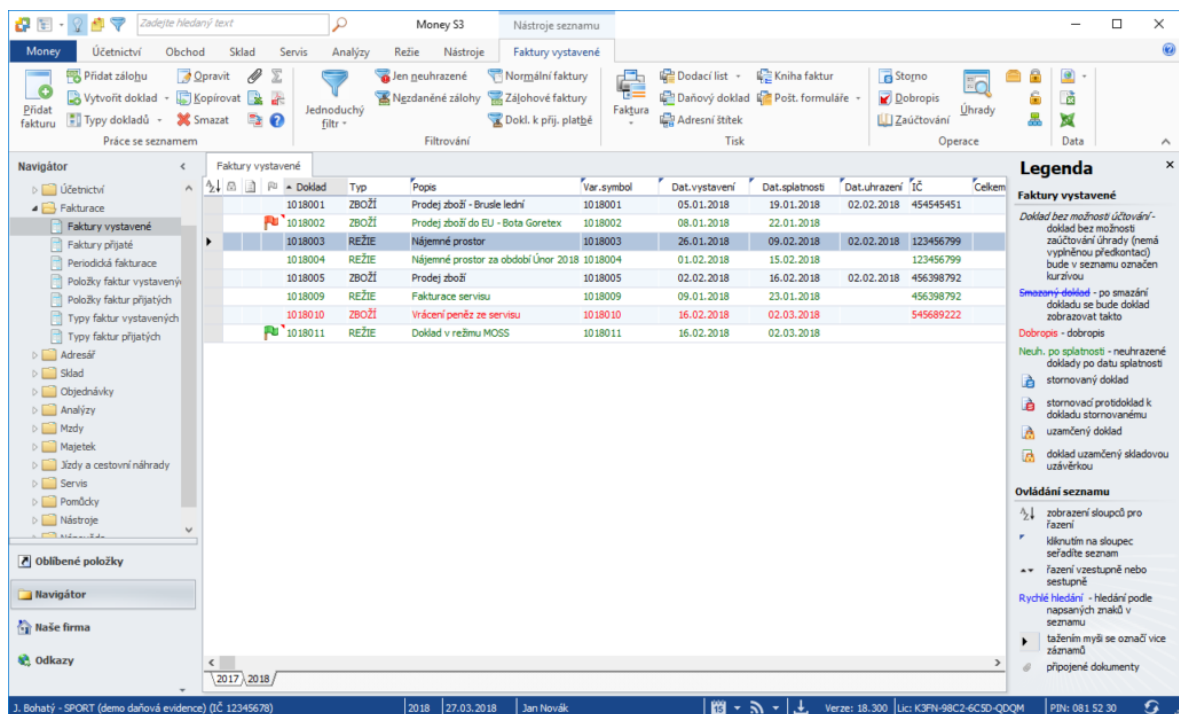 Zadejte hledaný text
Money S3
Nástroje seznamu
Money Účetnictví Obchod Sklad Servis Analýzy Režie Nástroje Faktury vystavené
Přidat fakturu
Přidat zálohu
Vytvořit doklad
Typy dokladů
Opravit
Kopírovat
Smazat
Práce se seznamem
Jednoduchý filtr
Jen neuhrazené
Nezdaněné zálohy
Normální faktury
Zálohové faktury
Dokl. k přij. platbě
Filtrování
Faktura
Dodací list
Daňový doklad
Adresní štítek
Kniha faktur
Pošt. formuláře
Tisk
Storno
Dobropis
Zaúčtování
Úhrady
Operace
Data
Navigátor
Účetnictví
Fakturace
Faktury vystavené
Faktury přijaté
Periodická fakturace
Položky faktur vystavený
Položky faktur přijatých
Typy faktur vystavených
Typy faktur přijatých
Adresář
Sklad
Objednávky
Analýzy
Mzdy
Majetek
Jízdy a cestovní náhrady
Servis
Pomůcky
Nástroje
Nápověda
Oblíbené položky
Navigátor
Naše firma
Odkazy
Faktury vystavené
Doklad Typ Popis Var.symbol Dat.vystavení Dat.splatnosti Dat.uhrazení IČ Celkem
1018001 ZBOŽÍ Prodej zboží - Brusle lední 1018001 05.01.2018 19.01.2018 02.02.2018 454545451
1018002 ZBOŽÍ Prodej zboží do EU - Bota Goretex 1018002 08.01.2018 22.01.2018
1018003 REŽIE Nájemné prostor 1018003 26.01.2018 09.02.2018 02.02.2018 123456799
1018004 REŽIE Nájemné prostor za období Únor 2018 1018004 01.02.2018 15.02.2018 123456799
1018005 ZBOŽÍ Prodej zboží 1018005 02.02.2018 16.02.2018 02.02.2018 456398792
1018009 REŽIE Fakturace servisu 1018009 09.01.2018 23.01.2018 456398792
1018010 ZBOŽÍ Vrácení peněz ze servisu 1018010 16.02.2018 02.03.2018 545689222
1018011 REŽIE Doklad v režimu MOSS 1018011 16.02.2018 02.03.2018
2017 2018
Legenda
Faktury vystavené
Doklad bez možnosti účtování -
doklad bez možnosti
zaúčtování úhrady (nemá
vyplněnou předkontaci)
bude v seznamu označen
kurzívou
Smazaný doklad - po smazání
dokladu se bude doklad
zobrazovat takto
Dobropis - dobropis
Neuh. po splatnosti - neuhrazené
doklady po datu splatnosti
stornovaný doklad
stornovací protidoklad k
dokladu stornovanému
uzamčený doklad
doklad uzamčený skladovou
uzávěrkou
Ovládání seznamu
zobrazení sloupců pro
řazení
kliknutím na sloupec
seřadíte seznam
řazení vzestupně nebo
sestupně
Rychlé hledání - hledání podle
napsaných znaků v
seznamu
tažením myši se označí více
záznamů
připojené dokumenty
J. Bohatý - SPORT (demo daňová evidence) (IČ 12345678) 2018 27.03.2018 Jan Novák 15 Verze: 18.300 Lic: K3FN-98C2-6C5D-QDQM PIN: 081 52 30